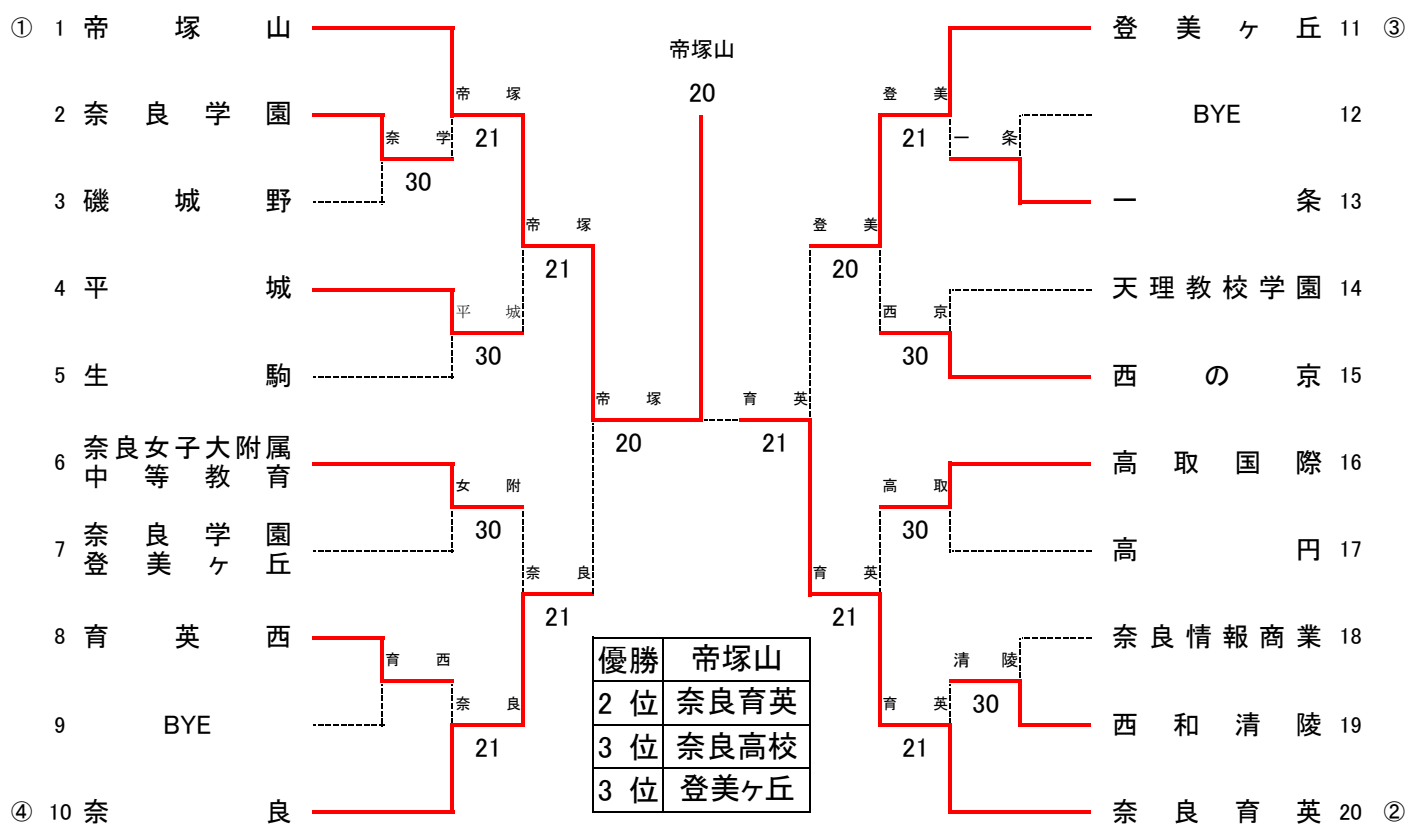 ① 1 帝塚山
2 奈良学園
3 磯城野
4 平城
5 生駒
6 奈良女子大附属
中等教育
7 奈良学園
登美ヶ丘
8 育英西
9 BYE
④ 10 奈良
帝塚
21
奈学
30
平城
30
帝塚
21
女附
30
育西
奈良
21
奈良
21
帝塚
20
帝塚山
20
育英
21
登美
20
登美
21
一条
西京
30
高取
30
育英
21
清陵
30
育英
21
登美ヶ丘 11 ③
BYE 12
一条 13
天理教校学園 14
西の京 15
高取国際 16
高円 17
奈良情報商業 18
西和清陵 19
奈良育英 20 ②
優勝 帝塚山
2 位 奈良育英
3 位 奈良高校
3 位 登美ヶ丘